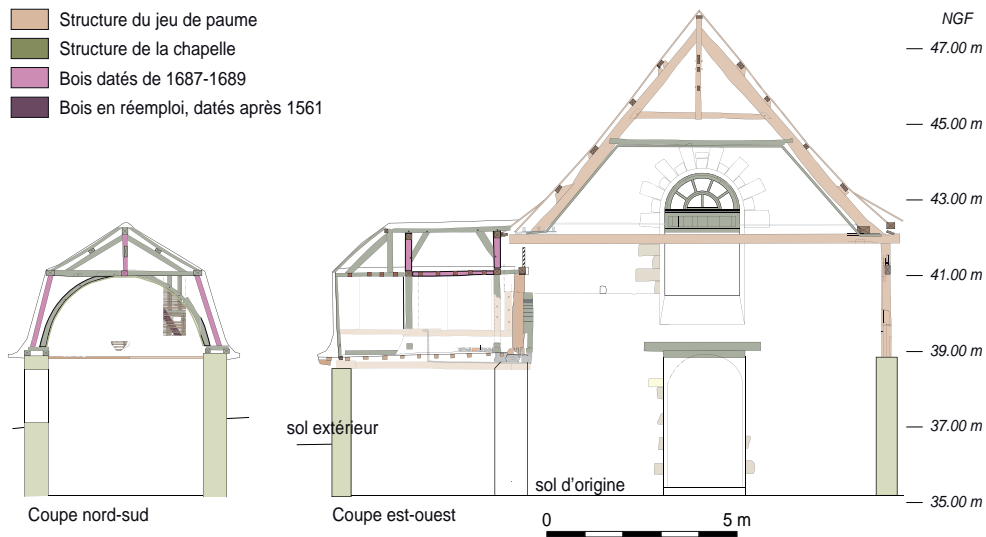 Structure du jeu de paume
Structure de la chapelle
Bois datés de 1687-1689
Bois en réemploi, datés après 1561
NGF
47.00 m
45.00 m
43.00 m
41.00 m
39.00 m
37.00 m
35.00 m
sol extérieur
sol d'origine
Coupe nord-sud
Coupe est-ouest
0
5 m